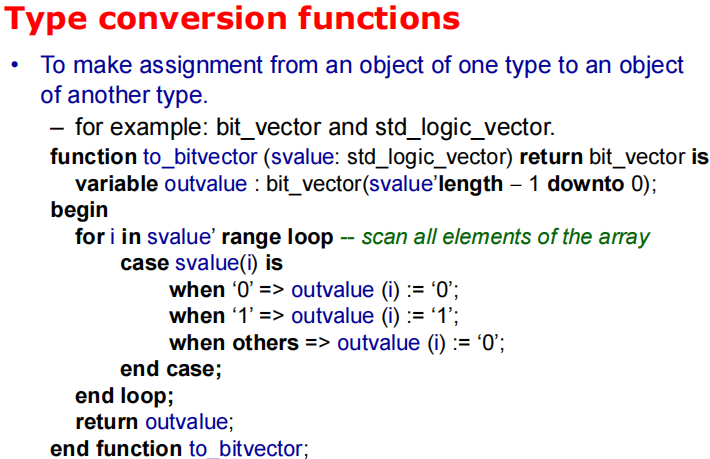 Type conversion functions
• To make assignment from an object of one type to an object
of another type.
– for example: bit_vector and std_logic_vector.
function to_bitvector (svalue: std_logic_vector) return bit_vector is
variable outvalue : bit_vector(svalue’length – 1 downto 0);
begin
for i in svalue’ range loop -- scan all elements of the array
case svalue(i) is
when ‘0’ => outvalue (i) := ‘0’;
when ‘1’ => outvalue (i) := ‘1’;
when others => outvalue (i) := ‘0’;
end case;
end loop;
return outvalue;
end function to_bitvector;